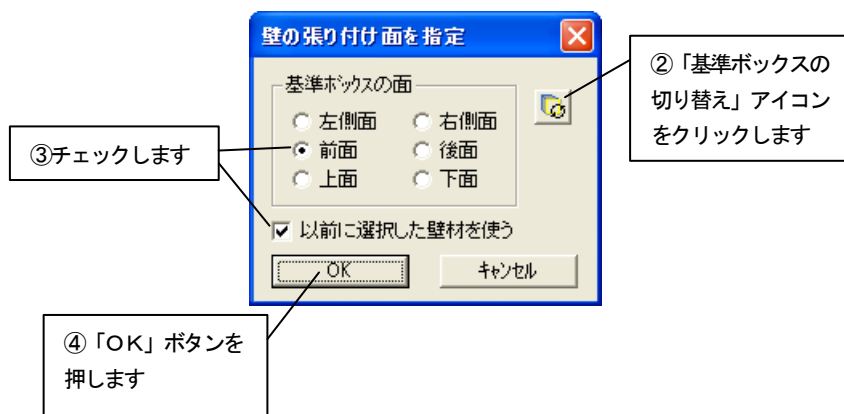 壁の張り付け面を指定
基準ボックスの面
左側面
右側面
前面
後面
上面
下面
以前に選択した壁材を使う
OK
キャンセル
②「基準ボックスの
切り替え」アイコン
をクリックします
③チェックします
④「OK」ボタンを
押します